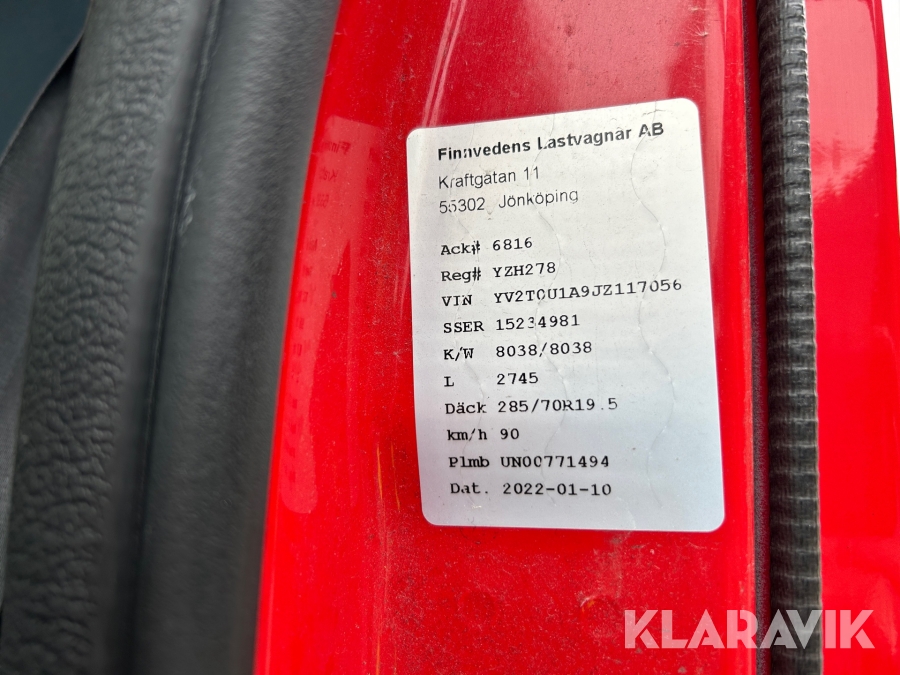 Finnvedens Lastvagnar AB
Kraftgatan 11
55302 Jönköping
Ack# 6816
Reg# YZH278
VIN YV2T0U1A9JZ117056
SSER 15234981
K/W 8038/8038
L 2745
Däck 285/70R19.5
km/h 90
Plmb UN00771494
Dat. 2022-01-10
KLARAVIK